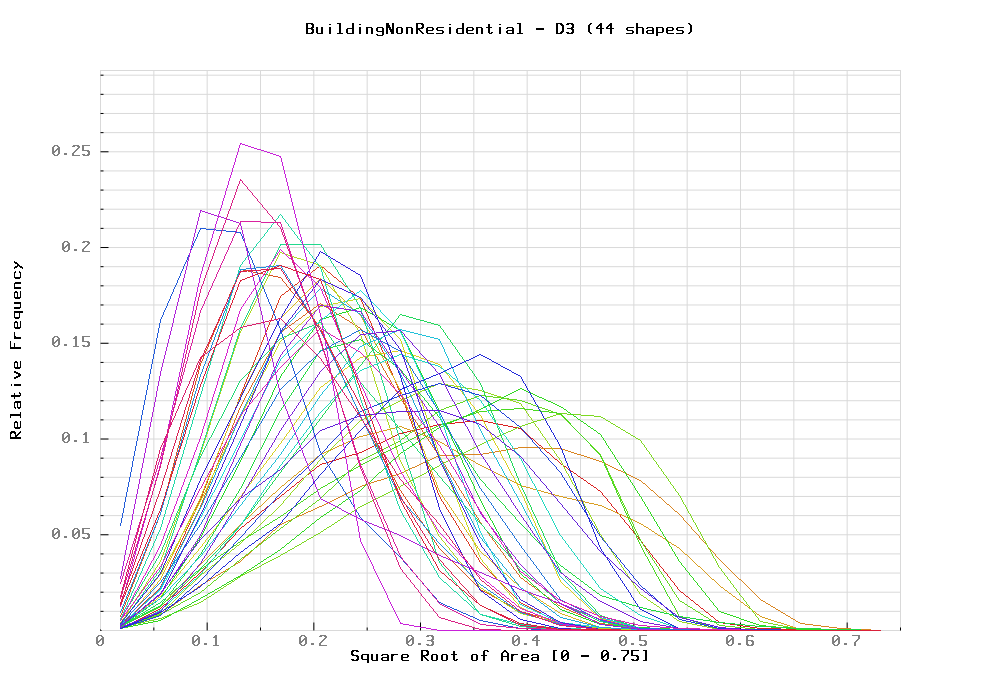 BuildingNonResidential - D3 (44 shapes)
Relative Frequency
0.25
0.2
0.15
0.1
0.05
0 0.1 0.2 0.3 0.4 0.5 0.6 0.7
Square Root of Area [0 - 0.75]